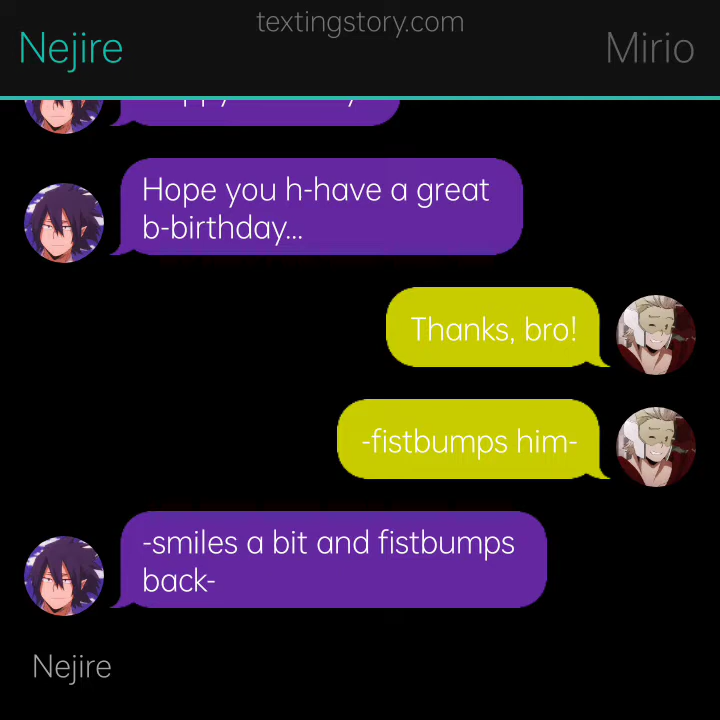 textingstory.com
Nejire
Mirio
Hope you h-have a great
b-birthday...
Thanks, bro!
-fistbumps him-
-smiles a bit and fistbumps
back-
Nejire